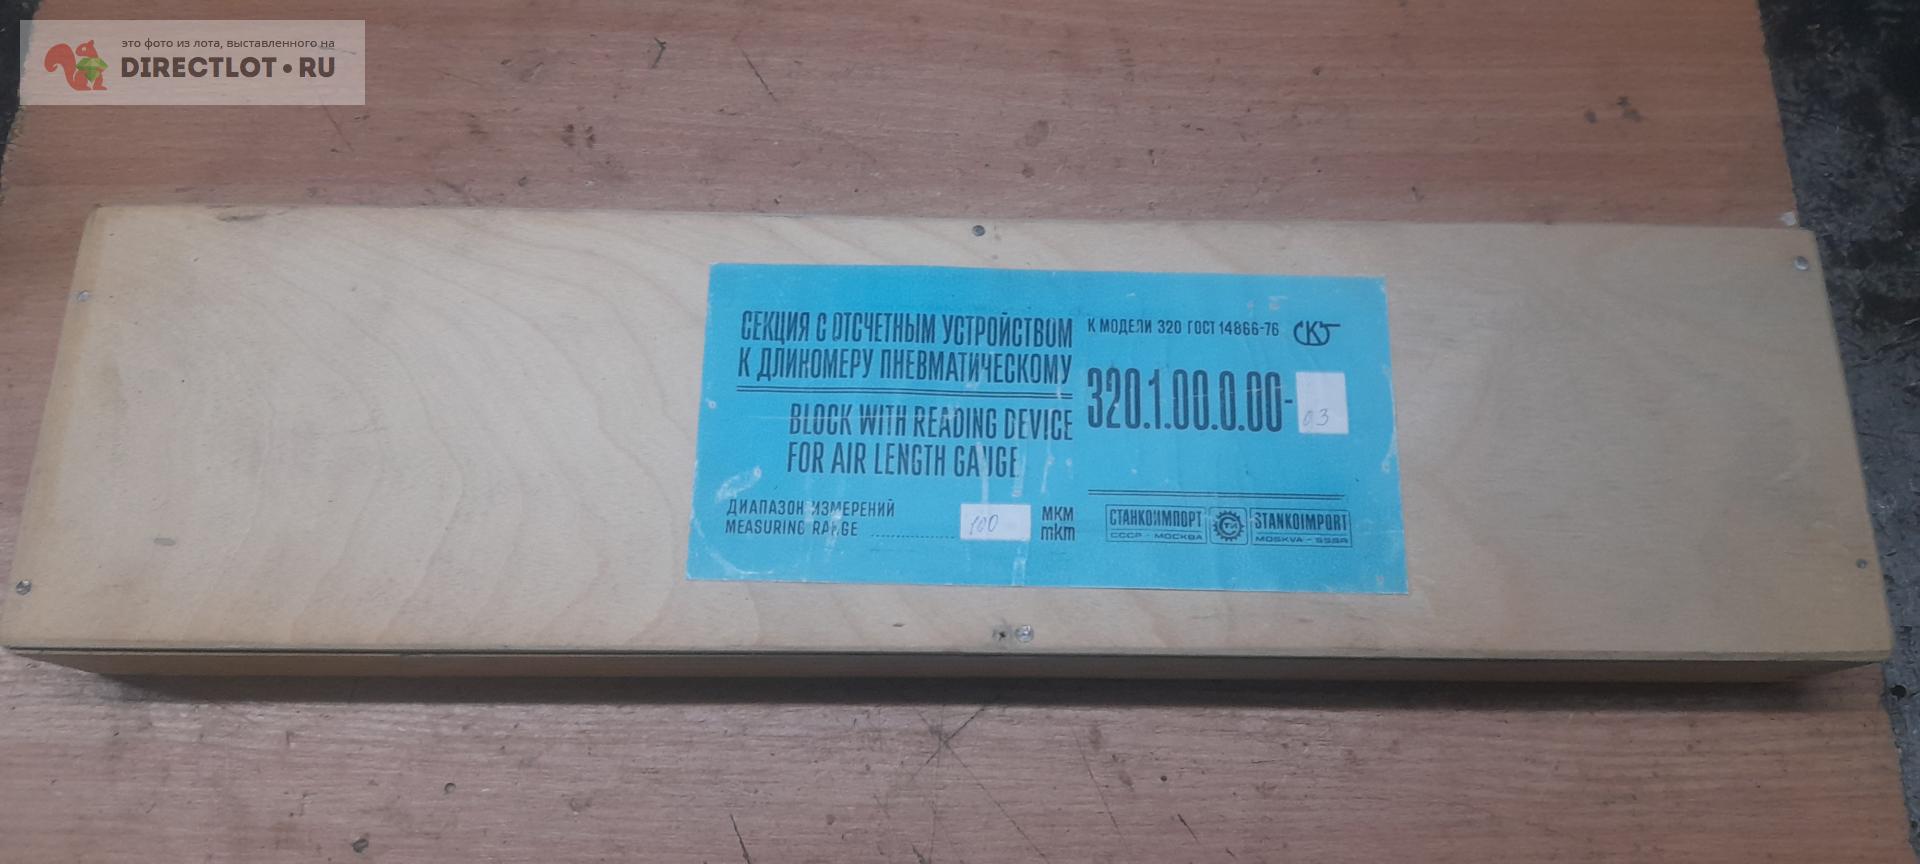 это фото из лота, выставленного на
DIRECTLOT•RU
СЕКЦИЯ С ОТСЧЕТНЫМ УСТРОЙСТВОМ
К ДЛИНОМЕРУ ПНЕВМАТИЧЕСКОМУ
BLOCK WITH READING DEVICE
FOR AIR LENGTH GAUGE
ДИАПАЗОН ИЗМЕРЕНИЙ
MEASURING RANGE ............... 100
МКМ
mkm
К МОДЕЛИ 320 ГОСТ 14866-76
320.1.00.0.00-03
СТАНКОИМПОРТ
СССР - МОСКВА
STANKOIMPORT
MOSKVA - SSSR